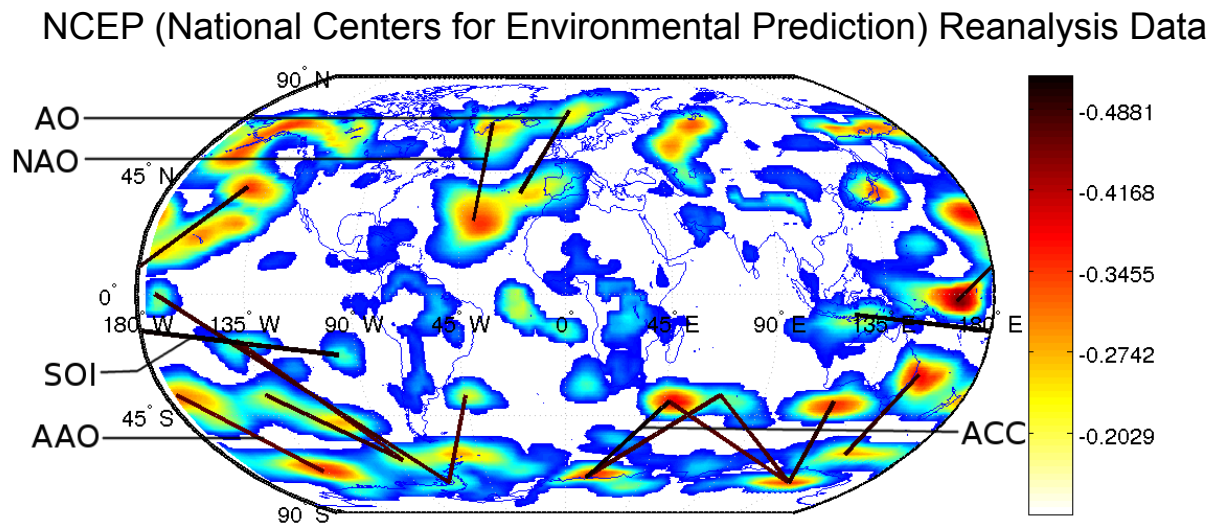 NCEP (National Centers for Environmental Prediction) Reanalysis Data
90° N
AO
-0.4881
NAO
45° N
-0.4168
-0.3455
0°
180° W 135° W 90° W 45° W 0° 45° E 90° E 135° E 180° E
-0.2742
SOI
45° S
AAO
ACC
-0.2029
90° S